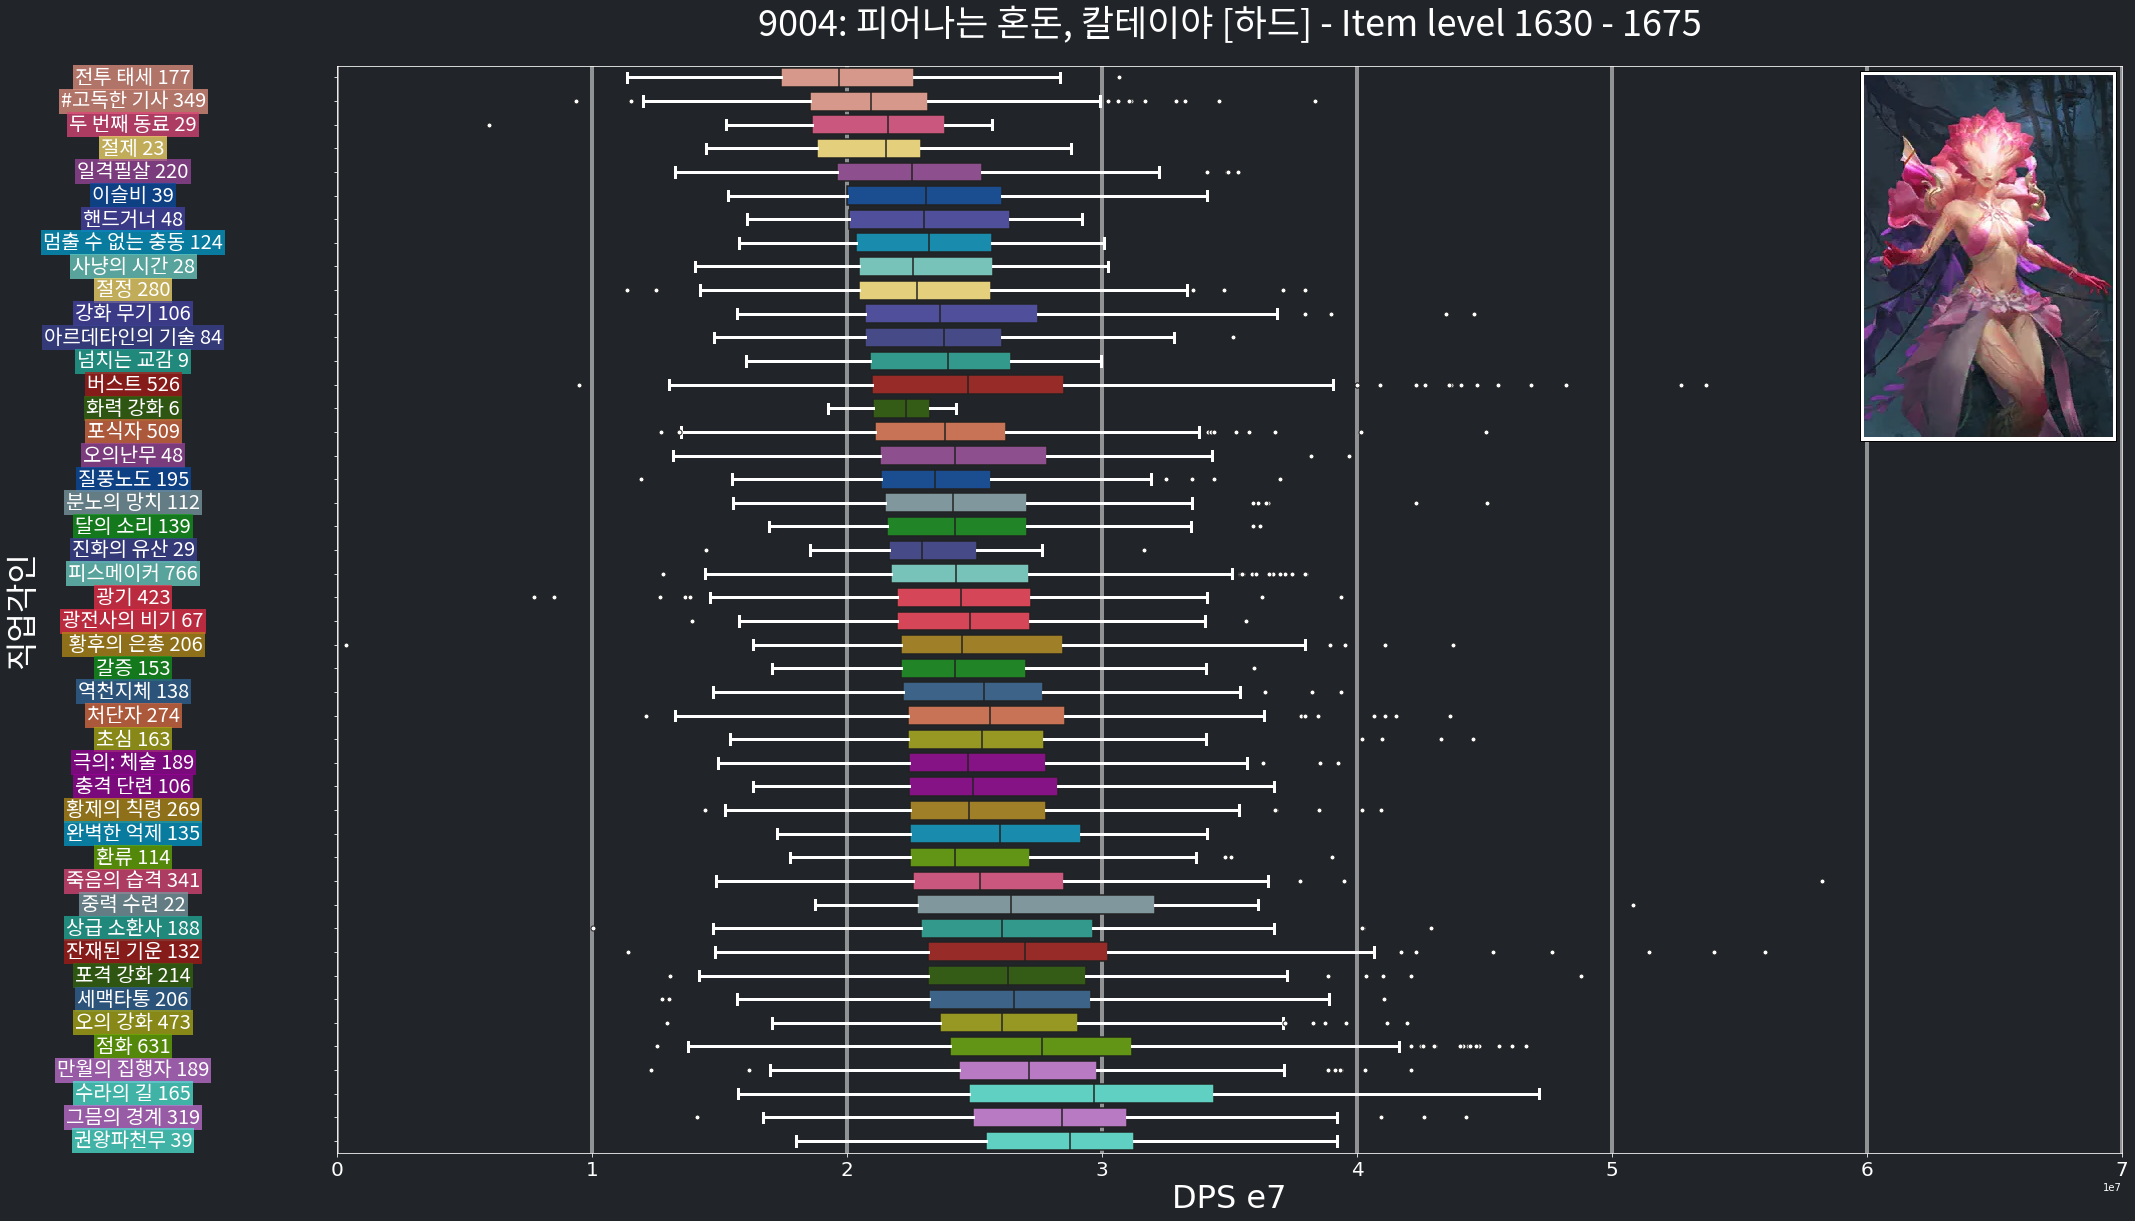 9004: 피어나는 혼돈, 칼테이야 [하드] - Item level 1630 - 1675
직업각인
전투 태세 177
#고독한 기사 349
두 번째 동료 29
절제 23
일격필살 220
이슬비 39
핸드거너 48
멈출 수 없는 충동 124
사냥의 시간 28
절정 280
강화 무기 106
아르데타인의 기술 84
넘치는 교감 9
버스트 526
화력 강화 6
포식자 509
오의난무 48
질풍노도 195
분노의 망치 112
달의 소리 139
진화의 유산 29
피스메이커 766
광기 423
광전사의 비기 67
황후의 은총 206
갈증 153
역천지체 138
처단자 274
초심 163
극의: 체술 189
충격 단련 106
황제의 칙령 269
완벽한 억제 135
환류 114
죽음의 습격 341
중력 수련 22
상급 소환사 188
잔재된 기운 132
포격 강화 214
세맥타통 206
오의 강화 473
점화 631
만월의 집행자 189
수라의 길 165
그믐의 경계 319
권왕파천무 39
0 1 2 3 4 5 6 7
1e7
DPS e7